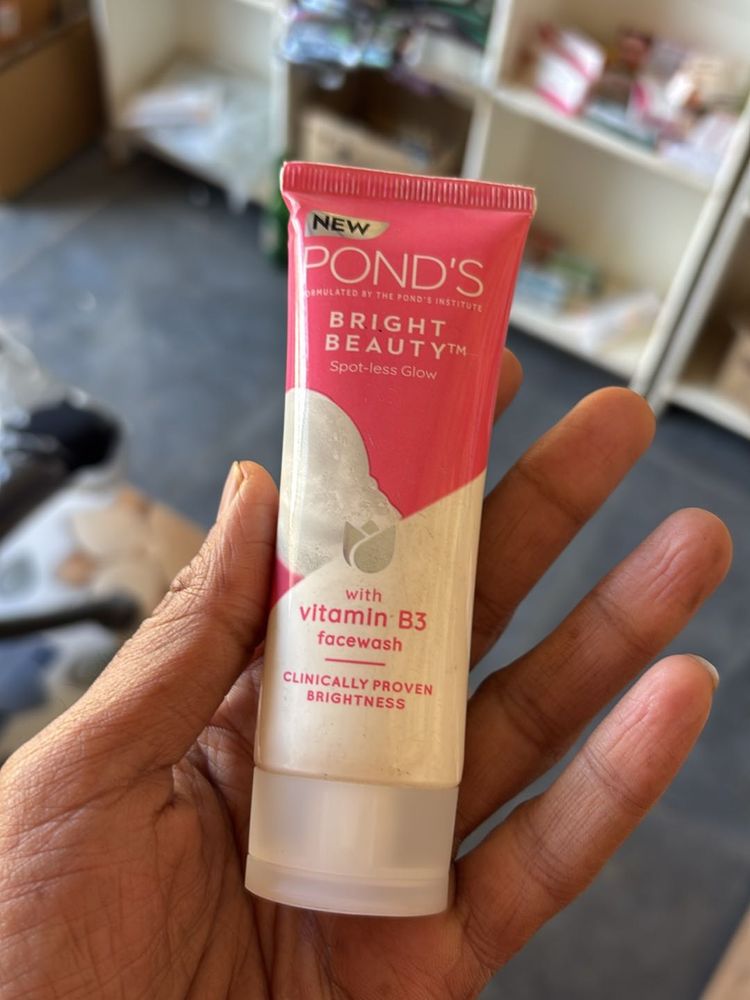 NEW
POND'S
FORMULATED BY THE POND'S INSTITUTE
BRIGHT
BEAUTY™
Spot-less Glow
with
vitamin B3
facewash
CLINICALLY PROVEN
BRIGHTNESS